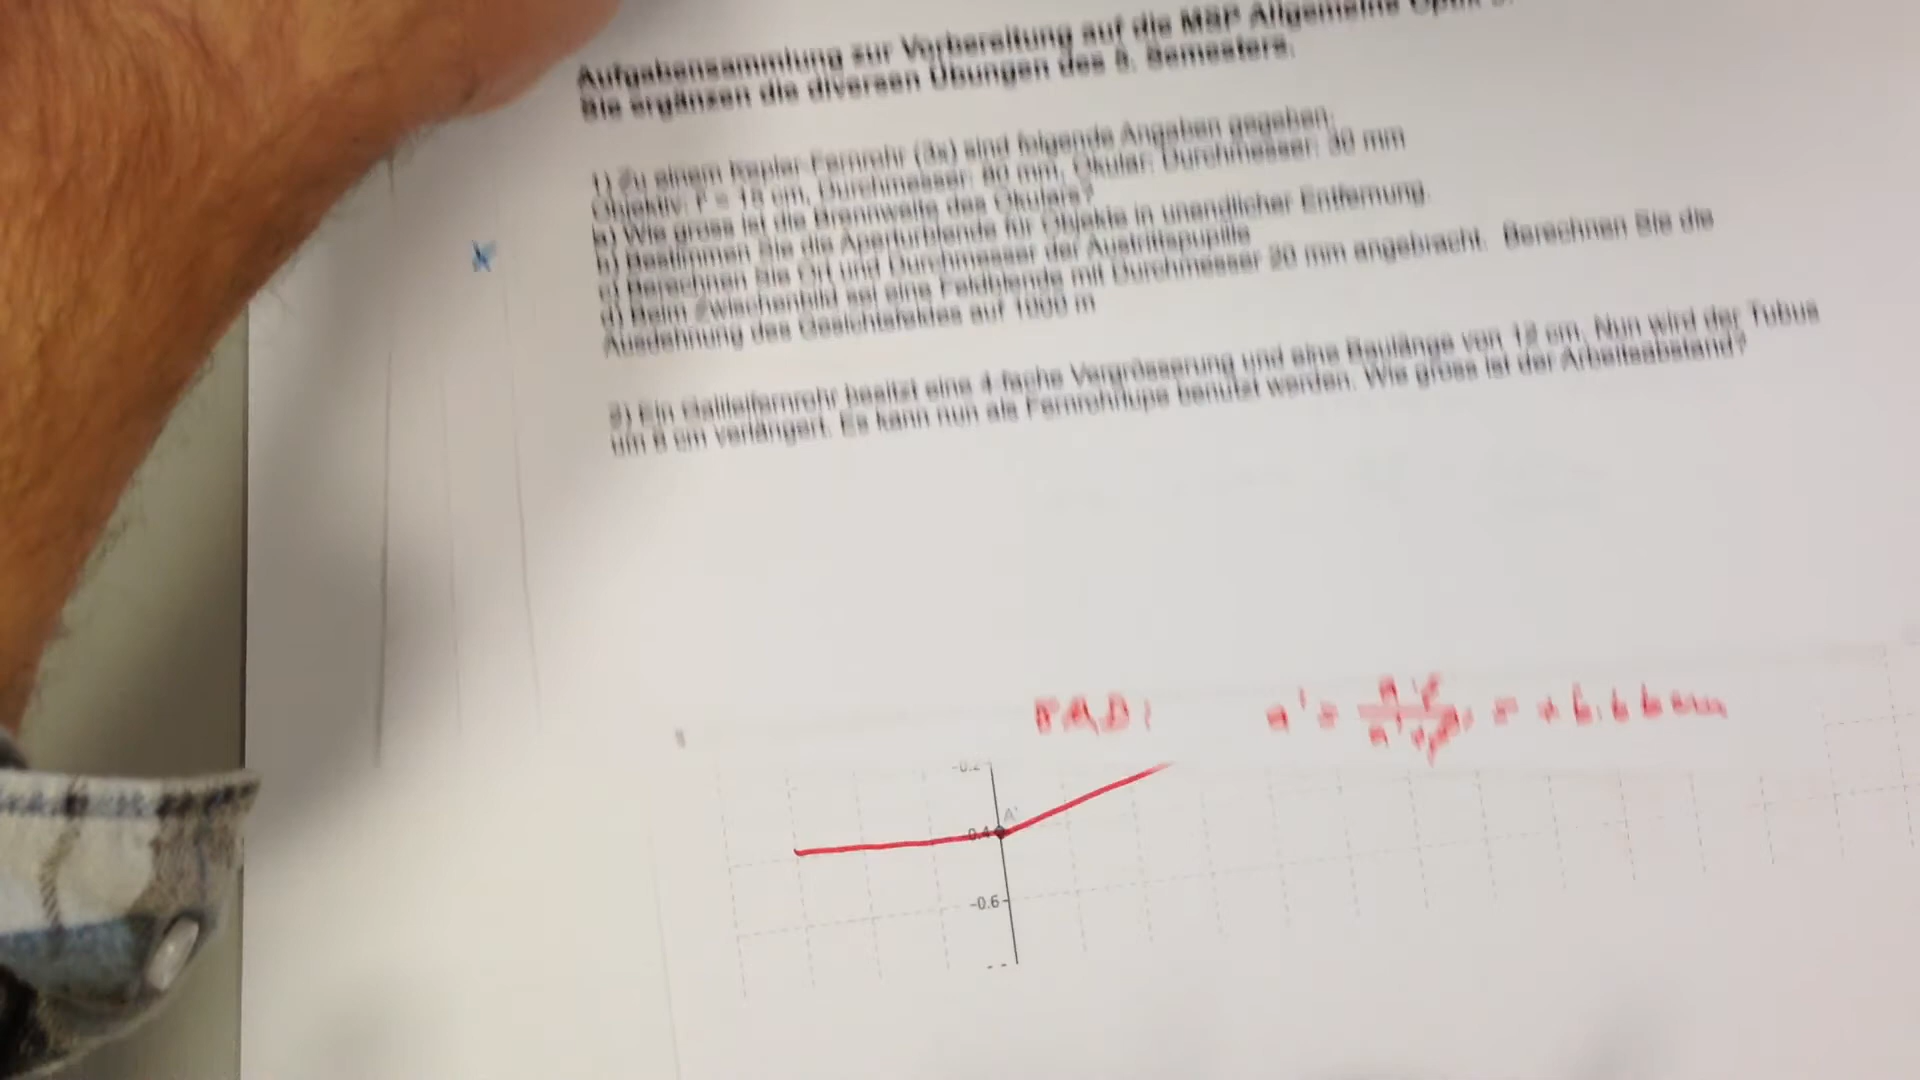 Aufgabensammlung zur Vorbereitung auf die MSP Allgemeine Optik
Sie ergänzen die diversen Übungen des Semesters.
1) Zu einem Kepler-Fernrohr (3x) sind folgende Angaben gegeben:
Objektiv: Durchmesser: mm, Okular: Durchmesser: 30 mm
a) Wie gross ist die Brennweite des Okulars?
b) Bestimmen Sie die Aperturblende für Objekte in unendlicher Entfernung.
c) Berechnen Sie Ort und Durchmesser der Austrittspupille
d) Beim Zwischenbild sei eine Feldblende mit Durchmesser 20 mm angebracht. Berechnen Sie die
Ausdehnung des Gesichtsfeldes auf 1000 m
2) Ein Galileifernrohr besitzt eine 4-fache Vergrösserung und eine Baulänge von 12 cm. Nun wird der Tubus
um cm verlängert. Es kann nun als Fernrohrlupe benutzt werden. Wie gross ist der Arbeitsabstand?
-0.2
A'
-0.4
-0.6